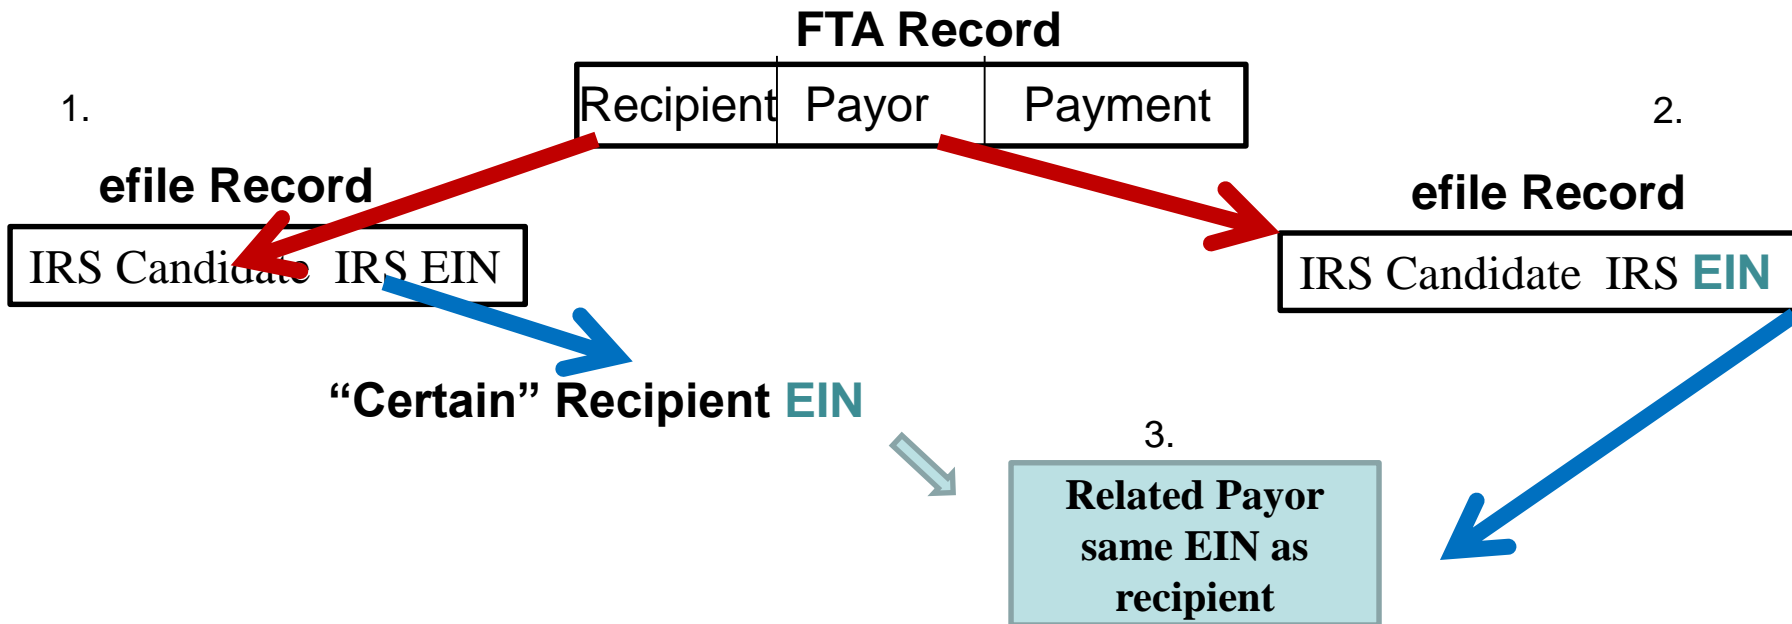 FTA Record
Recipient Payor Payment
1.
2.
efile Record
IRS Candidate IRS EIN
efile Record
IRS Candidate IRS EIN
“Certain” Recipient EIN
3.
Related Payor
same EIN as
recipient